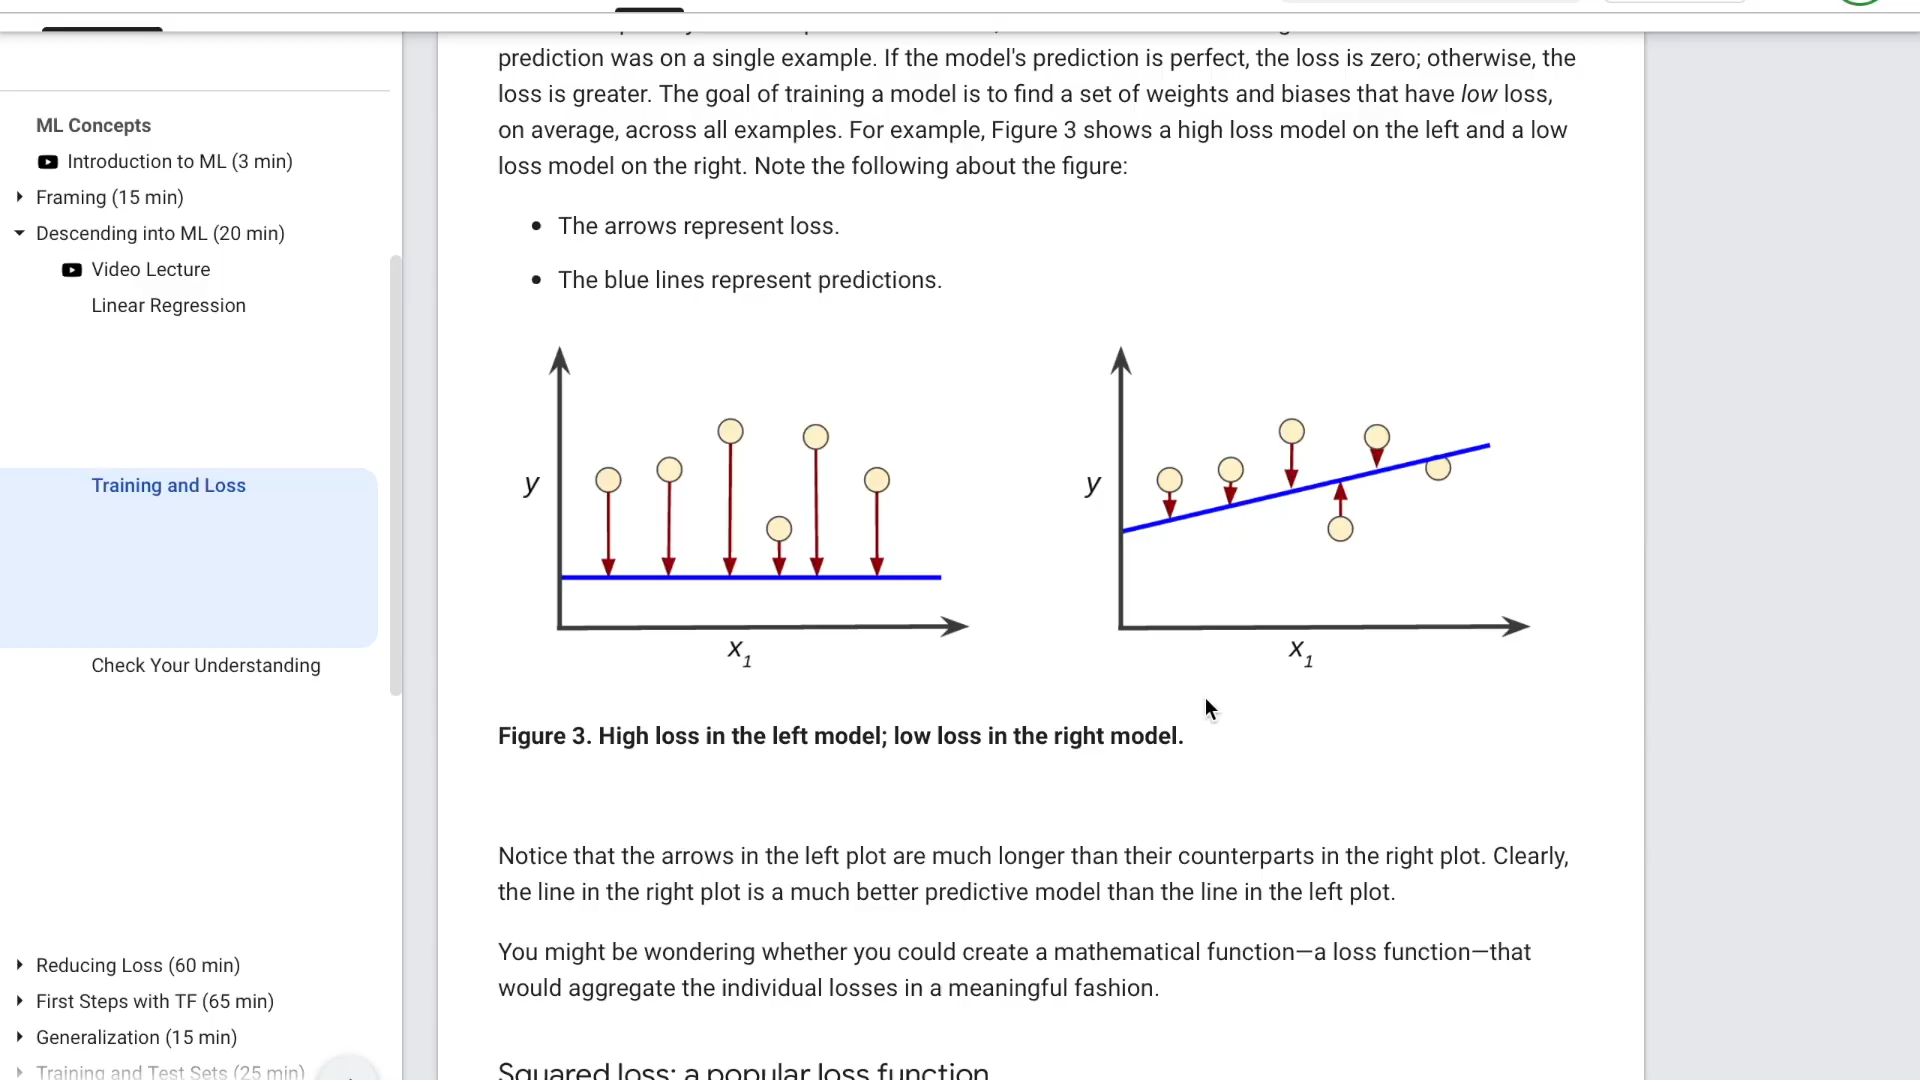 ML Concepts
Introduction to ML (3 min)
Framing (15 min)
Descending into ML (20 min)
Video Lecture
Linear Regression
Training and Loss
Check Your Understanding
Reducing Loss (60 min)
First Steps with TF (65 min)
Generalization (15 min)
Training and Test Sets (25 min)
prediction was on a single example. If the model's prediction is perfect, the loss is zero; otherwise, the
loss is greater. The goal of training a model is to find a set of weights and biases that have low loss,
on average, across all examples. For example, Figure 3 shows a high loss model on the left and a low
loss model on the right. Note the following about the figure:
• The arrows represent loss.
• The blue lines represent predictions.
y
x1
y
x1
Figure 3. High loss in the left model; low loss in the right model.
Notice that the arrows in the left plot are much longer than their counterparts in the right plot. Clearly,
the line in the right plot is a much better predictive model than the line in the left plot.
You might be wondering whether you could create a mathematical function—a loss function—that
would aggregate the individual losses in a meaningful fashion.
Squared loss: a popular loss function